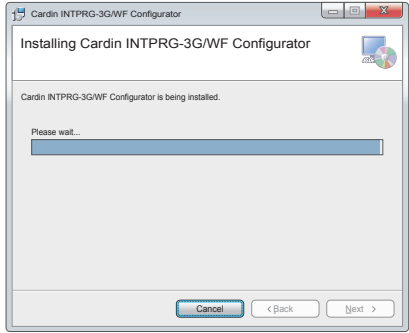 Cardin INTPRG-3G/WF Configurator
Installing Cardin INTPRG-3G/WF Configurator
Cardin INTPRG-3G/WF Configurator is being installed.
Please wait...
Cancel < Back Next >